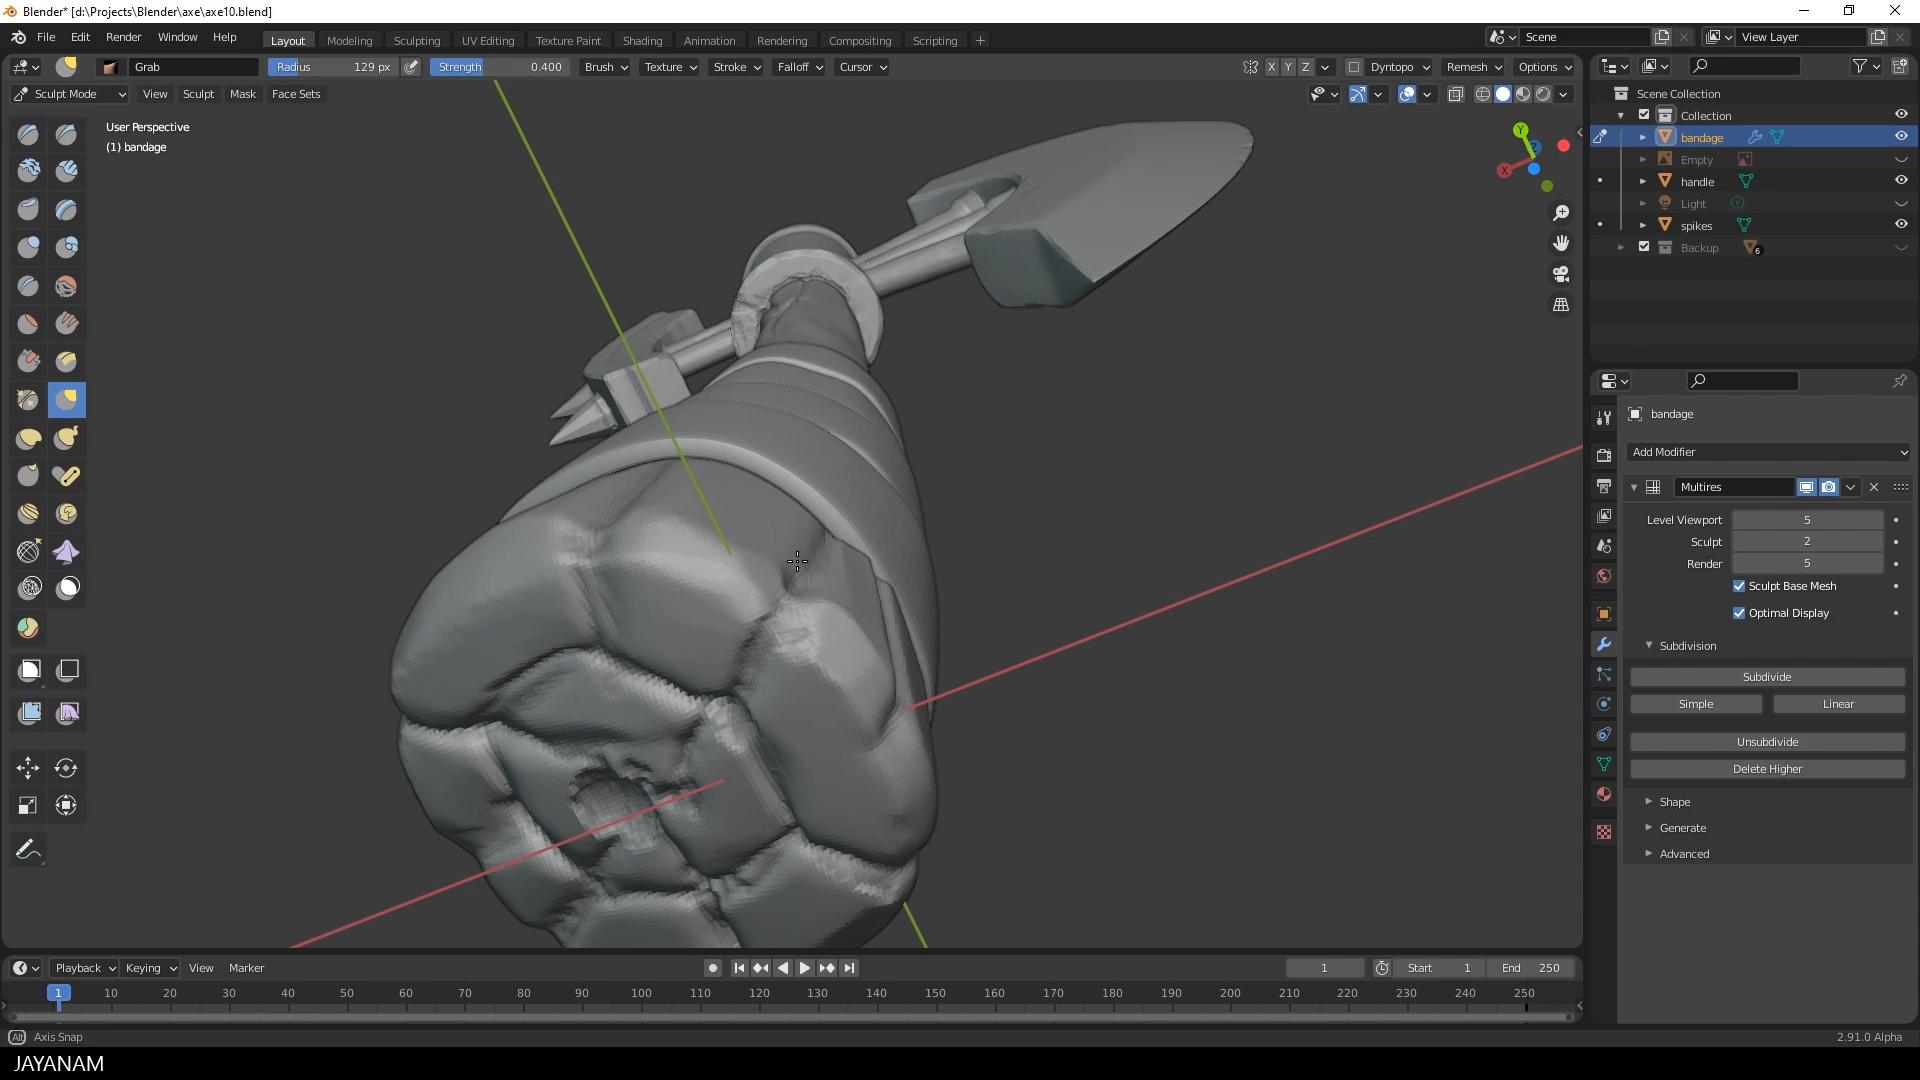 Blender* [d:\Projects\Blender\axe\axe10.blend]
File Edit Render Window Help Layout Modeling Sculpting UV Editing Texture Paint Shading Animation Rendering Compositing Scripting + Scene View Layer
Grab Radius 129 px Strength 0.400 Brush Texture Stroke Falloff Cursor X Y Z Dyntopo Remesh Options
Sculpt Mode View Sculpt Mask Face Sets
User Perspective
(1) bandage
Y
Z
X
Scene Collection
Collection
bandage
Empty
handle
Light
spikes
Backup 6
bandage
Add Modifier
Multires
Level Viewport 5
Sculpt 2
Render 5
Sculpt Base Mesh
Optimal Display
Subdivision
Subdivide
Simple Linear
Unsubdivide
Delete Higher
Shape
Generate
Advanced
Playback Keying View Marker 1 Start 1 End 250
1 10 20 30 40 50 60 70 80 90 100 110 120 130 140 150 160 170 180 190 200 210 220 230 240 250
Alt Axis Snap 2.91.0 Alpha
JAYANAM